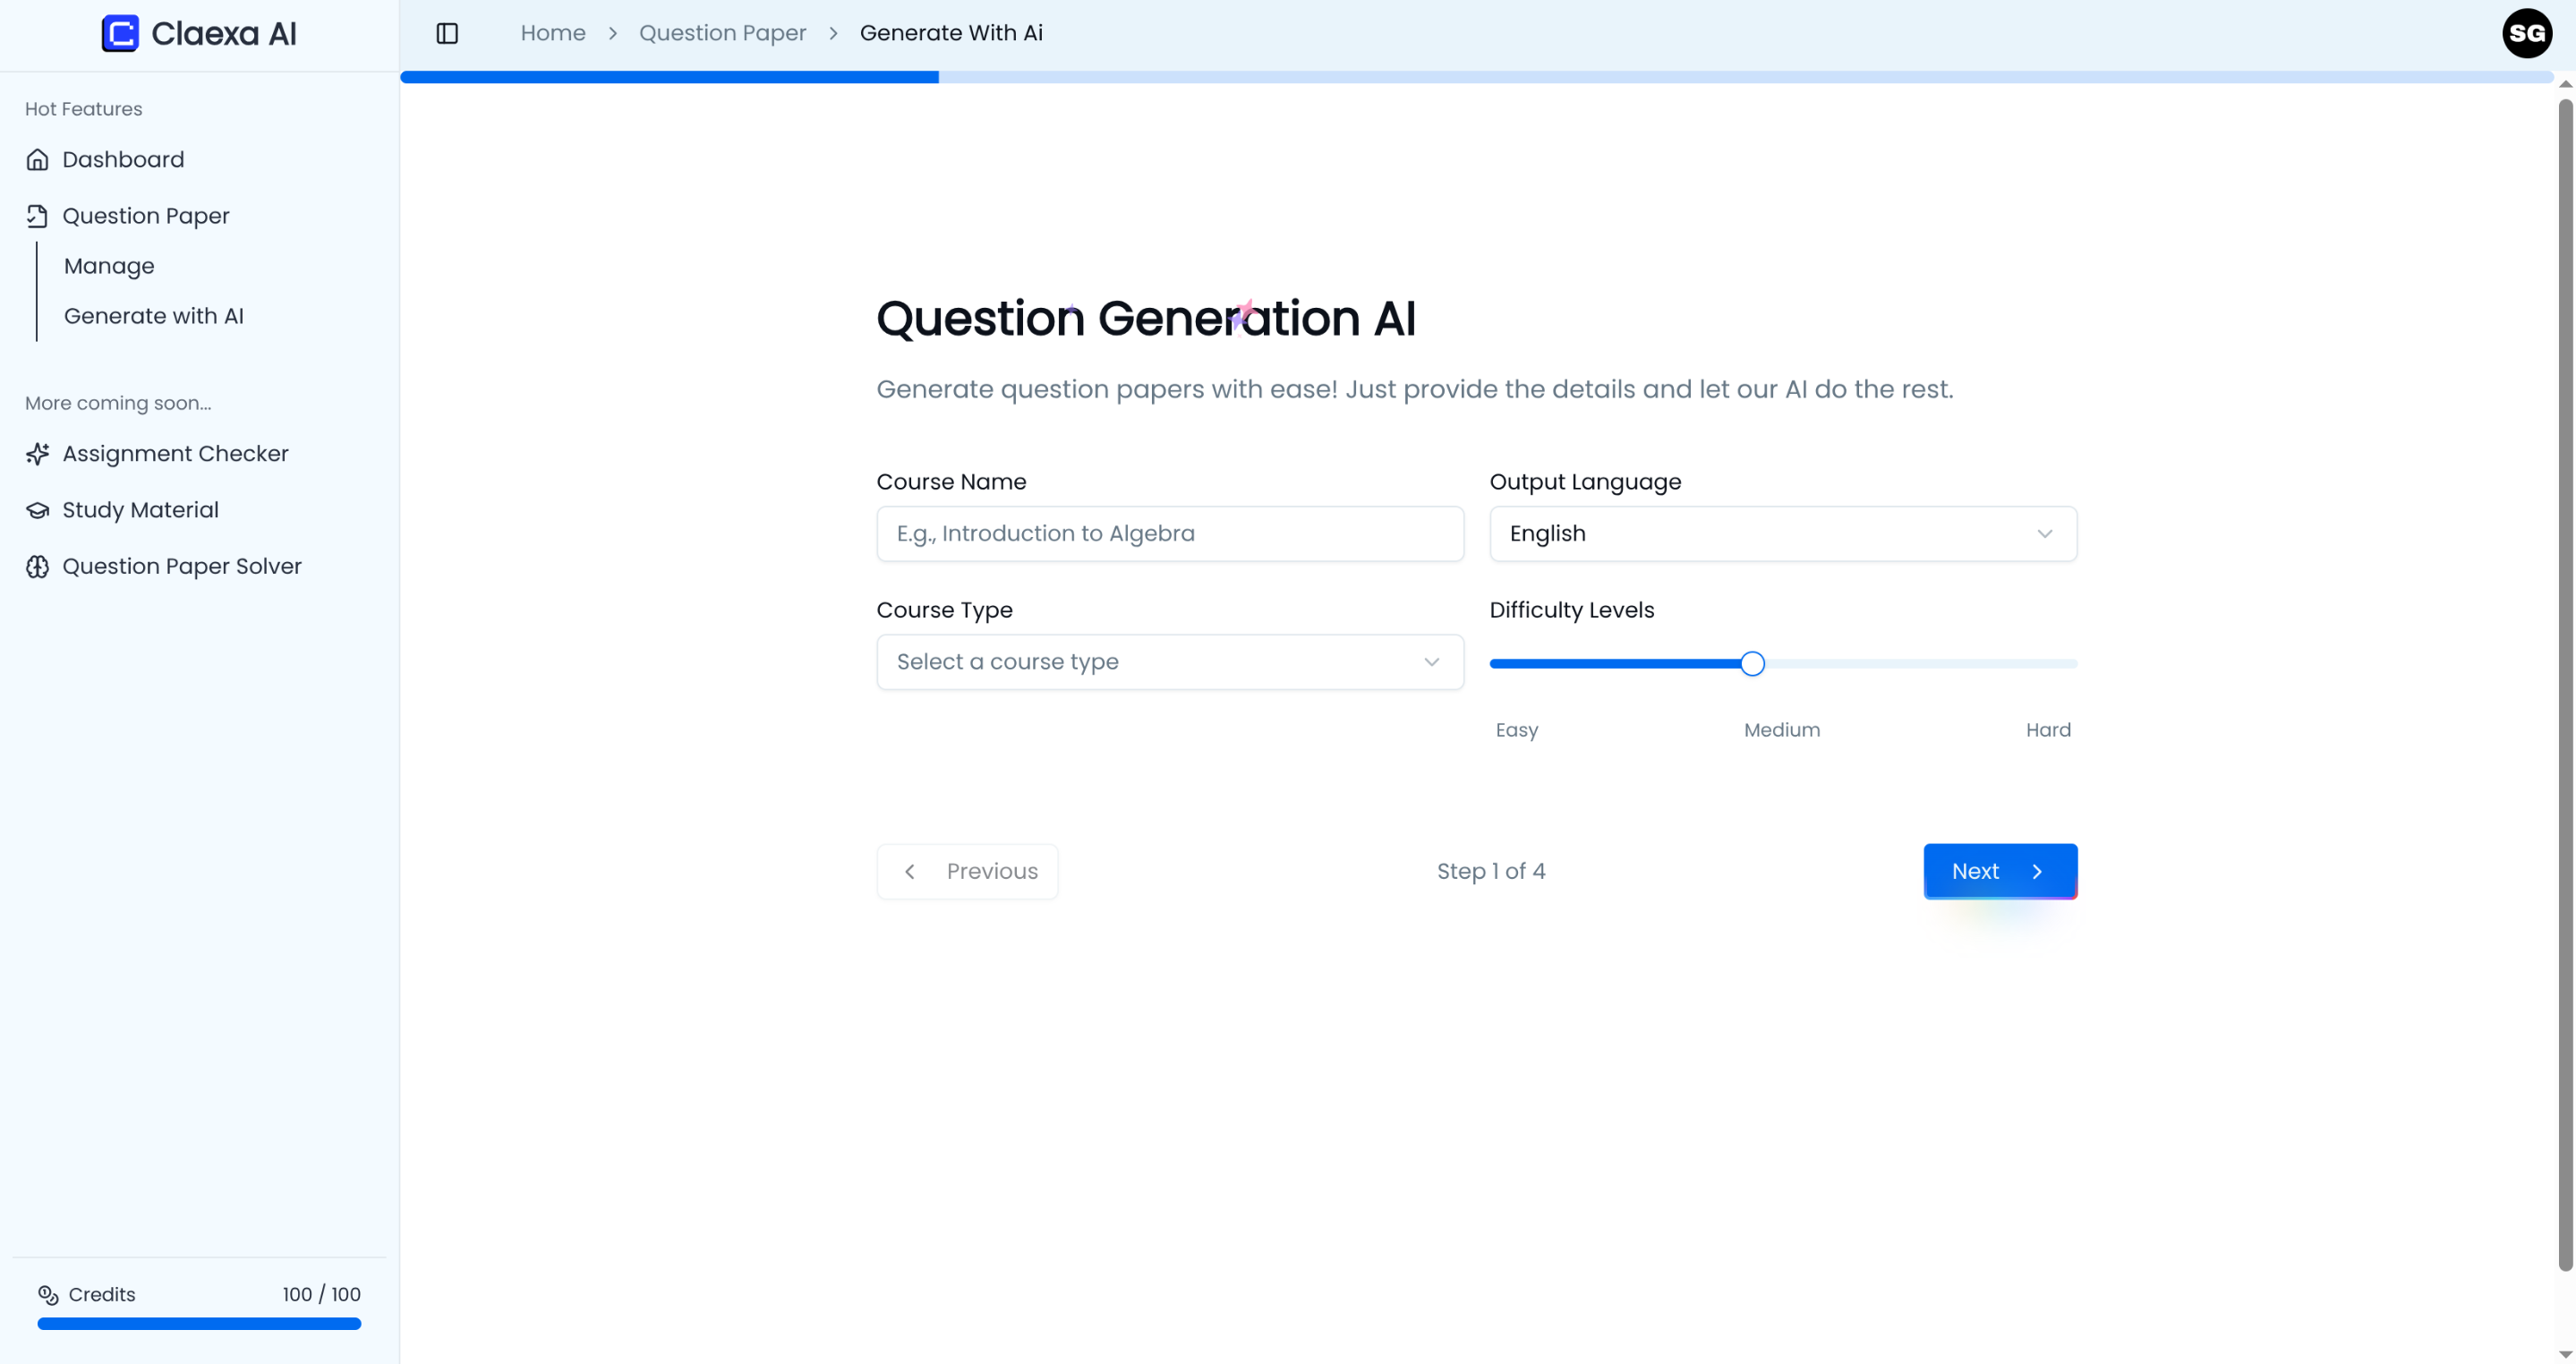 Claexa AI
Home > Question Paper > Generate With Ai
SG
Hot Features
Dashboard
Question Paper
Manage
Generate with AI
More coming soon...
Assignment Checker
Study Material
Question Paper Solver
Credits 100 / 100
Question Generation AI
Generate question papers with ease! Just provide the details and let our AI do the rest.
Course Name
E.g., Introduction to Algebra
Output Language
English
Course Type
Select a course type
Difficulty Levels
Easy Medium Hard
Previous
Step 1 of 4
Next